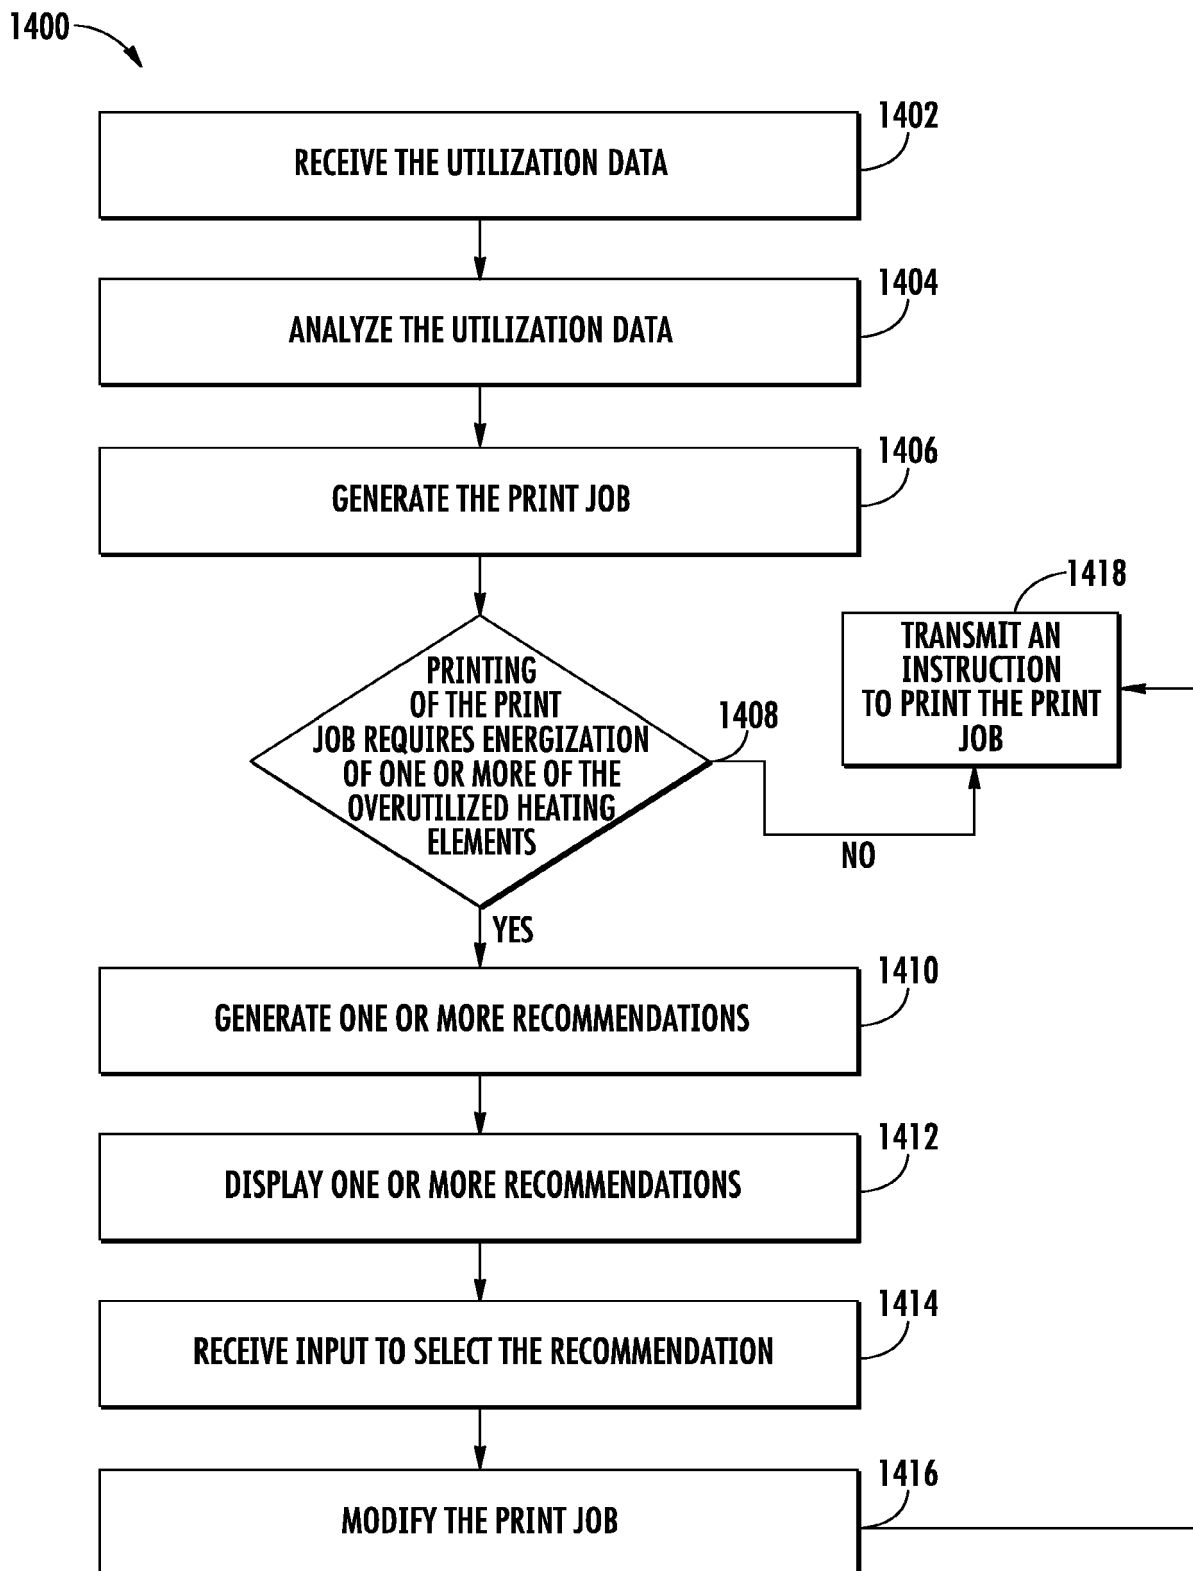 1400
1402
RECEIVE THE UTILIZATION DATA
1404
ANALYZE THE UTILIZATION DATA
1406
GENERATE THE PRINT JOB
1418
TRANSMIT AN
INSTRUCTION
TO PRINT THE PRINT
JOB
PRINTING
OF THE PRINT
JOB REQUIRES ENERGIZATION
OF ONE OR MORE OF THE
OVERUTILIZED HEATING
ELEMENTS
1408
NO
YES
1410
GENERATE ONE OR MORE RECOMMENDATIONS
1412
DISPLAY ONE OR MORE RECOMMENDATIONS
1414
RECEIVE INPUT TO SELECT THE RECOMMENDATION
1416
MODIFY THE PRINT JOB